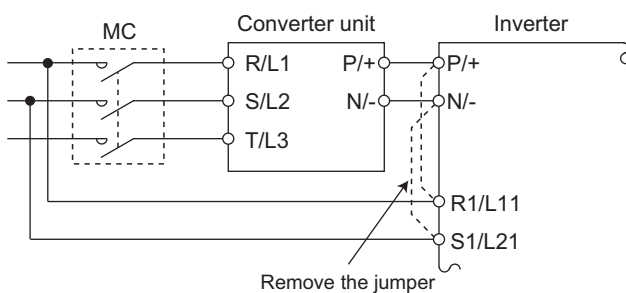 MC
Converter unit
Inverter
R/L1
P/+
P/+
S/L2
N/-
N/-
T/L3
R1/L11
S1/L21
Remove the jumper